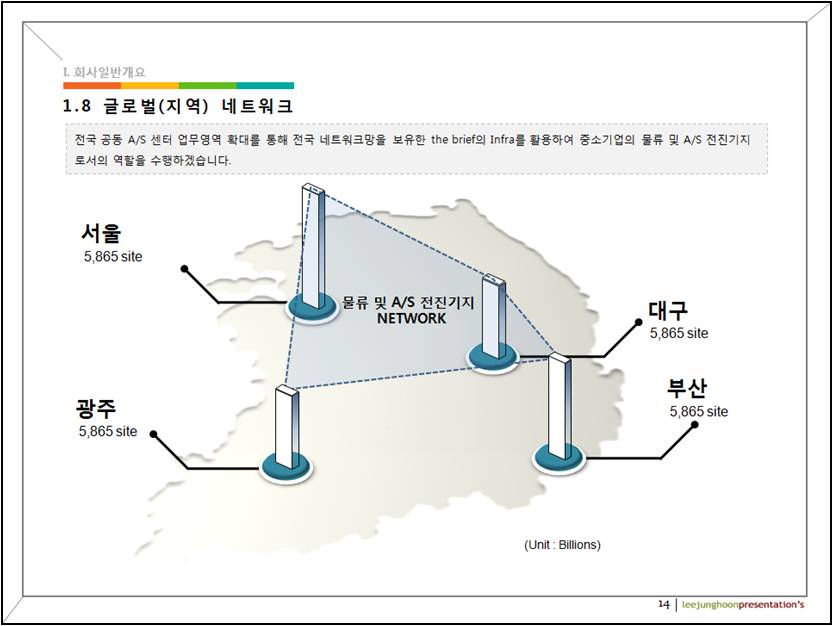 I. 회사일반개요
1.8 글로벌(지역) 네트워크
전국 공동 A/S 센터 업무영역 확대를 통해 전국 네트워크망을 보유한 the brief의 Infra를 활용하여 중소기업의 물류 및 A/S 전진기지
로서의 역할을 수행하겠습니다.
서울
5,865 site
물류 및 A/S 전진기지
NETWORK
대구
5,865 site
부산
5,865 site
광주
5,865 site
(Unit : Billions)
14 | leejunghoonpresentation's